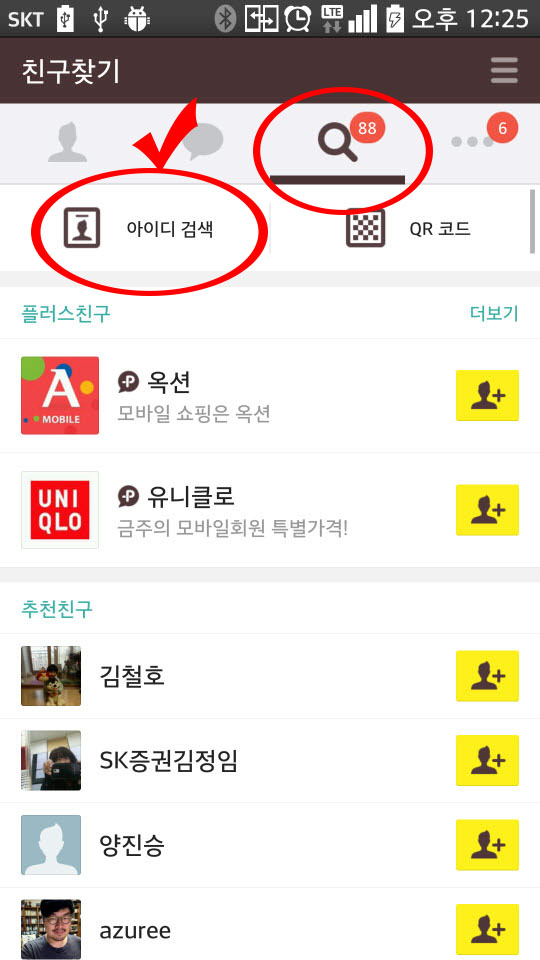 SKT LTE 오후 12:25
친구찾기
88 6
아이디 검색 QR 코드
플러스친구 더보기
A
MOBILE
옥션
모바일 쇼핑은 옥션
UNI
QLO
유니클로
금주의 모바일회원 특별가격!
추천친구
김철호
SK증권김정임
양진승
azuree